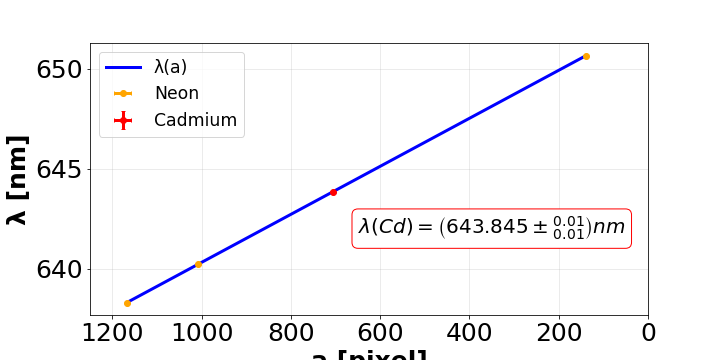 λ(a)
Neon
Cadmium
650
645
640
λ [nm]
λ(Cd) = (643.845 ± 0.01 0.01)nm
1200 1000 800 600 400 200 0
a [pixel]